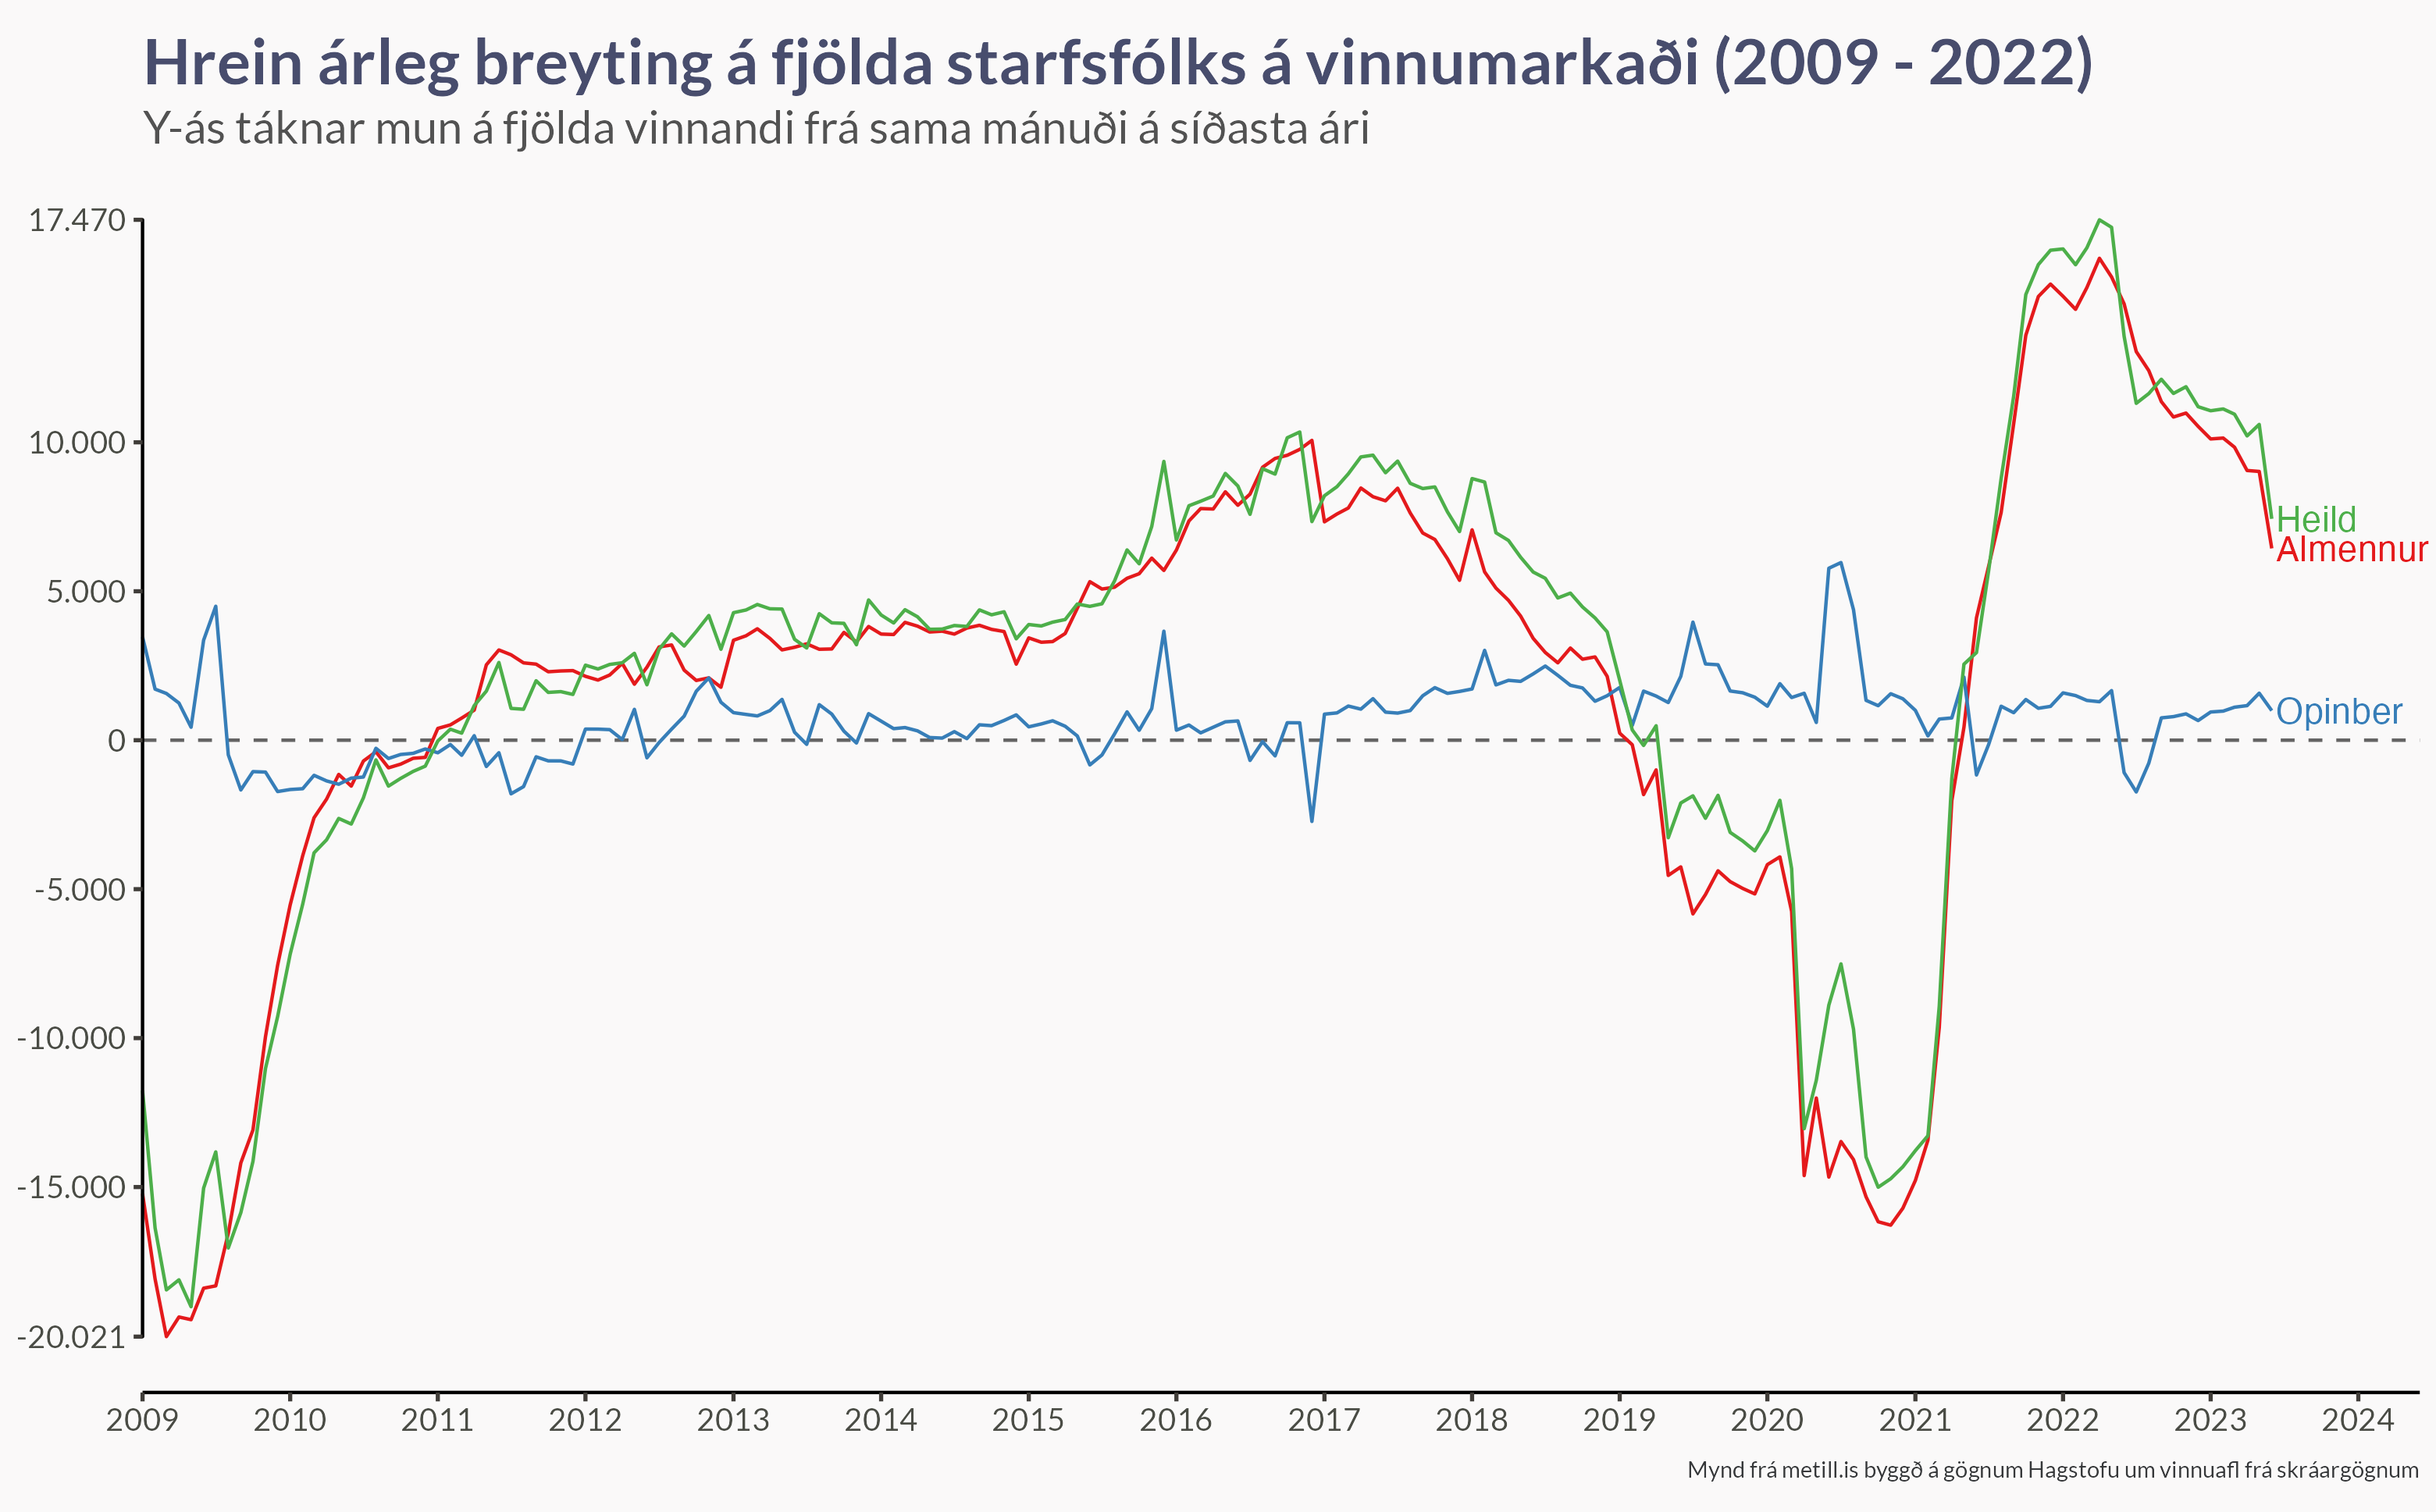 Hrein árleg breyting á fjölda starfsfólks á vinnumarkaði (2009 - 2022)
Y-ás táknar mun á fjölda vinnandi frá sama mánuði á síðasta ári
17.470
10.000
5.000
0
-5.000
-10.000
-15.000
-20.021
Heild
Almennur
Opinber
2009 2010 2011 2012 2013 2014 2015 2016 2017 2018 2019 2020 2021 2022 2023 2024
Mynd frá metill.is byggð á gögnum Hagstofu um vinnuafl frá skráargögnum